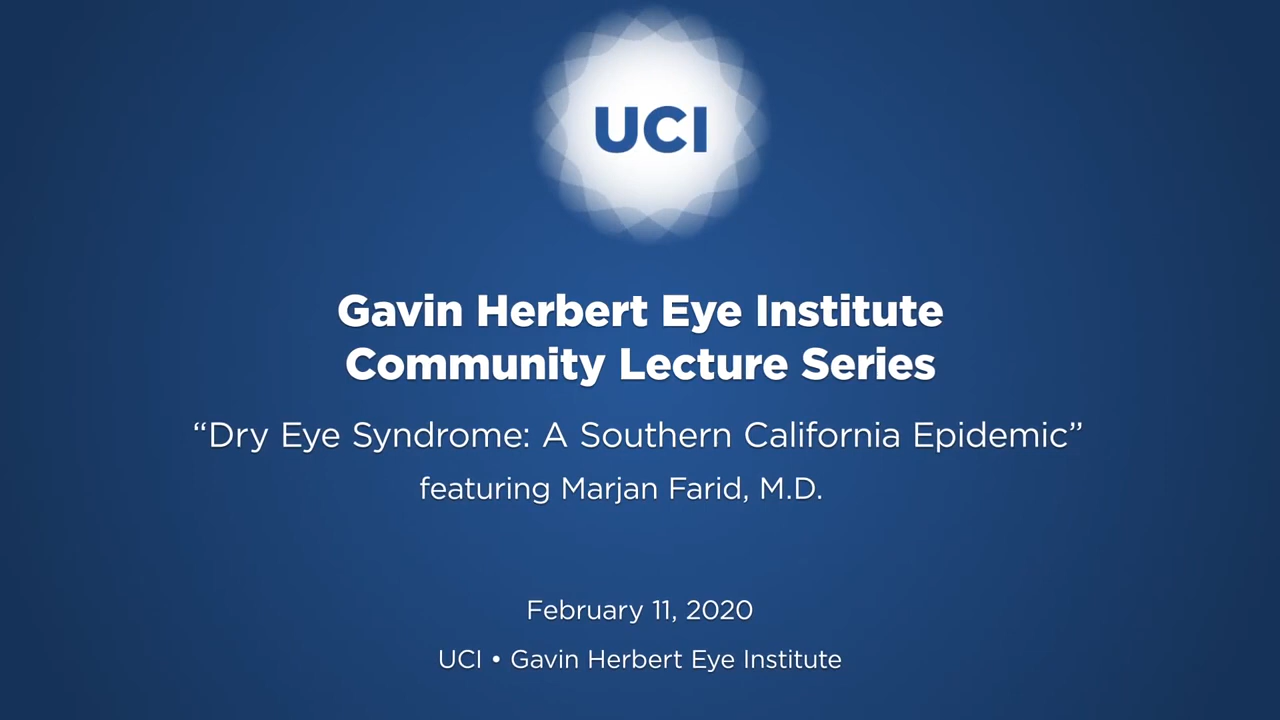 UCI
Gavin Herbert Eye Institute
Community Lecture Series
“Dry Eye Syndrome: A Southern California Epidemic”
featuring Marjan Farid, M.D.
February 11, 2020
UCI • Gavin Herbert Eye Institute